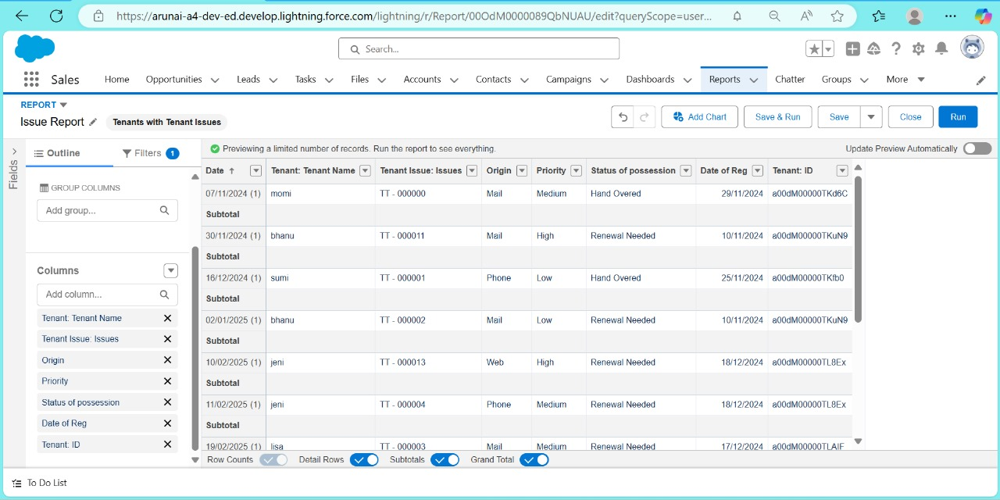 https://arunai-a4-dev-ed.develop.lightning.force.com/lightning/r/Report/00OdM0000089QbNUAU/edit?queryScope=user...
Search...
Sales Home Opportunities Leads Tasks Files Accounts Contacts Campaigns Dashboards Reports Chatter Groups More
REPORT
Issue Report Tenants with Tenant Issues Add Chart Save & Run Save Close Run
Fields
Outline Filters 1
GROUP COLUMNS
Add group...
Columns
Add column...
Tenant: Tenant Name
Tenant Issue: Issues
Origin
Priority
Status of possession
Date of Reg
Tenant: ID
Previewing a limited number of records. Run the report to see everything. Update Preview Automatically
Date Tenant: Tenant Name Tenant Issue: Issues Origin Priority Status of possession Date of Reg Tenant: ID
07/11/2024 (1) momi TT - 000000 Mail Medium Hand Overed 29/11/2024 a00dM00000TKd6C
Subtotal
30/11/2024 (1) bhanu TT - 000011 Mail High Renewal Needed 10/11/2024 a00dM00000TKuN9
Subtotal
16/12/2024 (1) sumi TT - 000001 Phone Low Hand Overed 25/11/2024 a00dM00000TKfb0
Subtotal
02/01/2025 (1) bhanu TT - 000002 Mail Low Renewal Needed 10/11/2024 a00dM00000TKuN9
Subtotal
10/02/2025 (1) jeni TT - 000013 Web High Renewal Needed 18/12/2024 a00dM00000TL8Ex
Subtotal
11/02/2025 (1) jeni TT - 000004 Phone Medium Renewal Needed 18/12/2024 a00dM00000TL8Ex
Subtotal
19/02/2025 (1) lisa TT - 000003 Mail Medium Renewal Needed 17/12/2024
Row Counts Detail Rows Subtotals Grand Total
To Do List